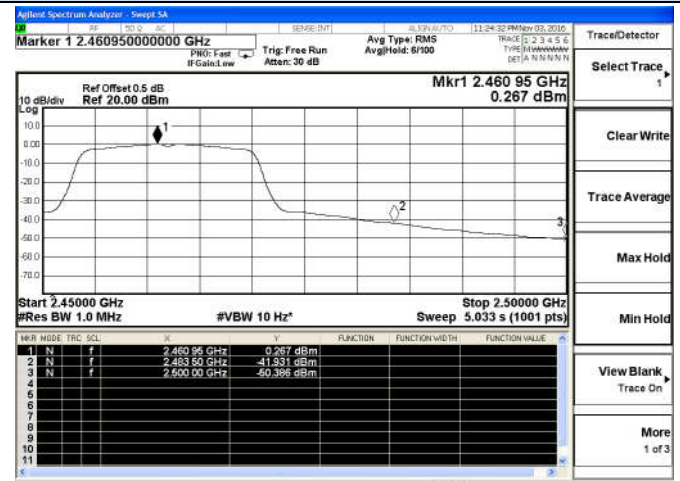 Agilent Spectrum Analyzer - Swept SA
RF 50 Ω AC SENSE:INT ALIGN AUTO 11:24:32 PM Nov 03, 2016
Marker 1 2.460950000000 GHz
PNO: Fast
IFGain:Low
Trig: Free Run
Atten: 30 dB
Avg Type: RMS
Avg|Hold: 6/100
TRACE 1 2 3 4 5 6
TYPE M W W W W W
DET A N N N N N
Trace/Detector
Select Trace
1
Clear Write
Trace Average
Max Hold
Min Hold
View Blank
Trace On
More
1 of 3
Ref Offset 0.5 dB
10 dB/div Ref 20.00 dBm
Log
Mkr1 2.460 95 GHz
0.267 dBm
10.0
0.00
-10.0
-20.0
-30.0
-40.0
-50.0
-60.0
-70.0
1
2
3
Start 2.45000 GHz Stop 2.50000 GHz
#Res BW 1.0 MHz #VBW 10 Hz* Sweep 5.033 s (1001 pts)
MKR MODE TRC SCL X Y FUNCTION FUNCTION WIDTH FUNCTION VALUE
1 N f 2.460 95 GHz 0.267 dBm
2 N f 2.483 50 GHz -41.931 dBm
3 N f 2.500 00 GHz -50.386 dBm
4
5
6
7
8
9
10
11